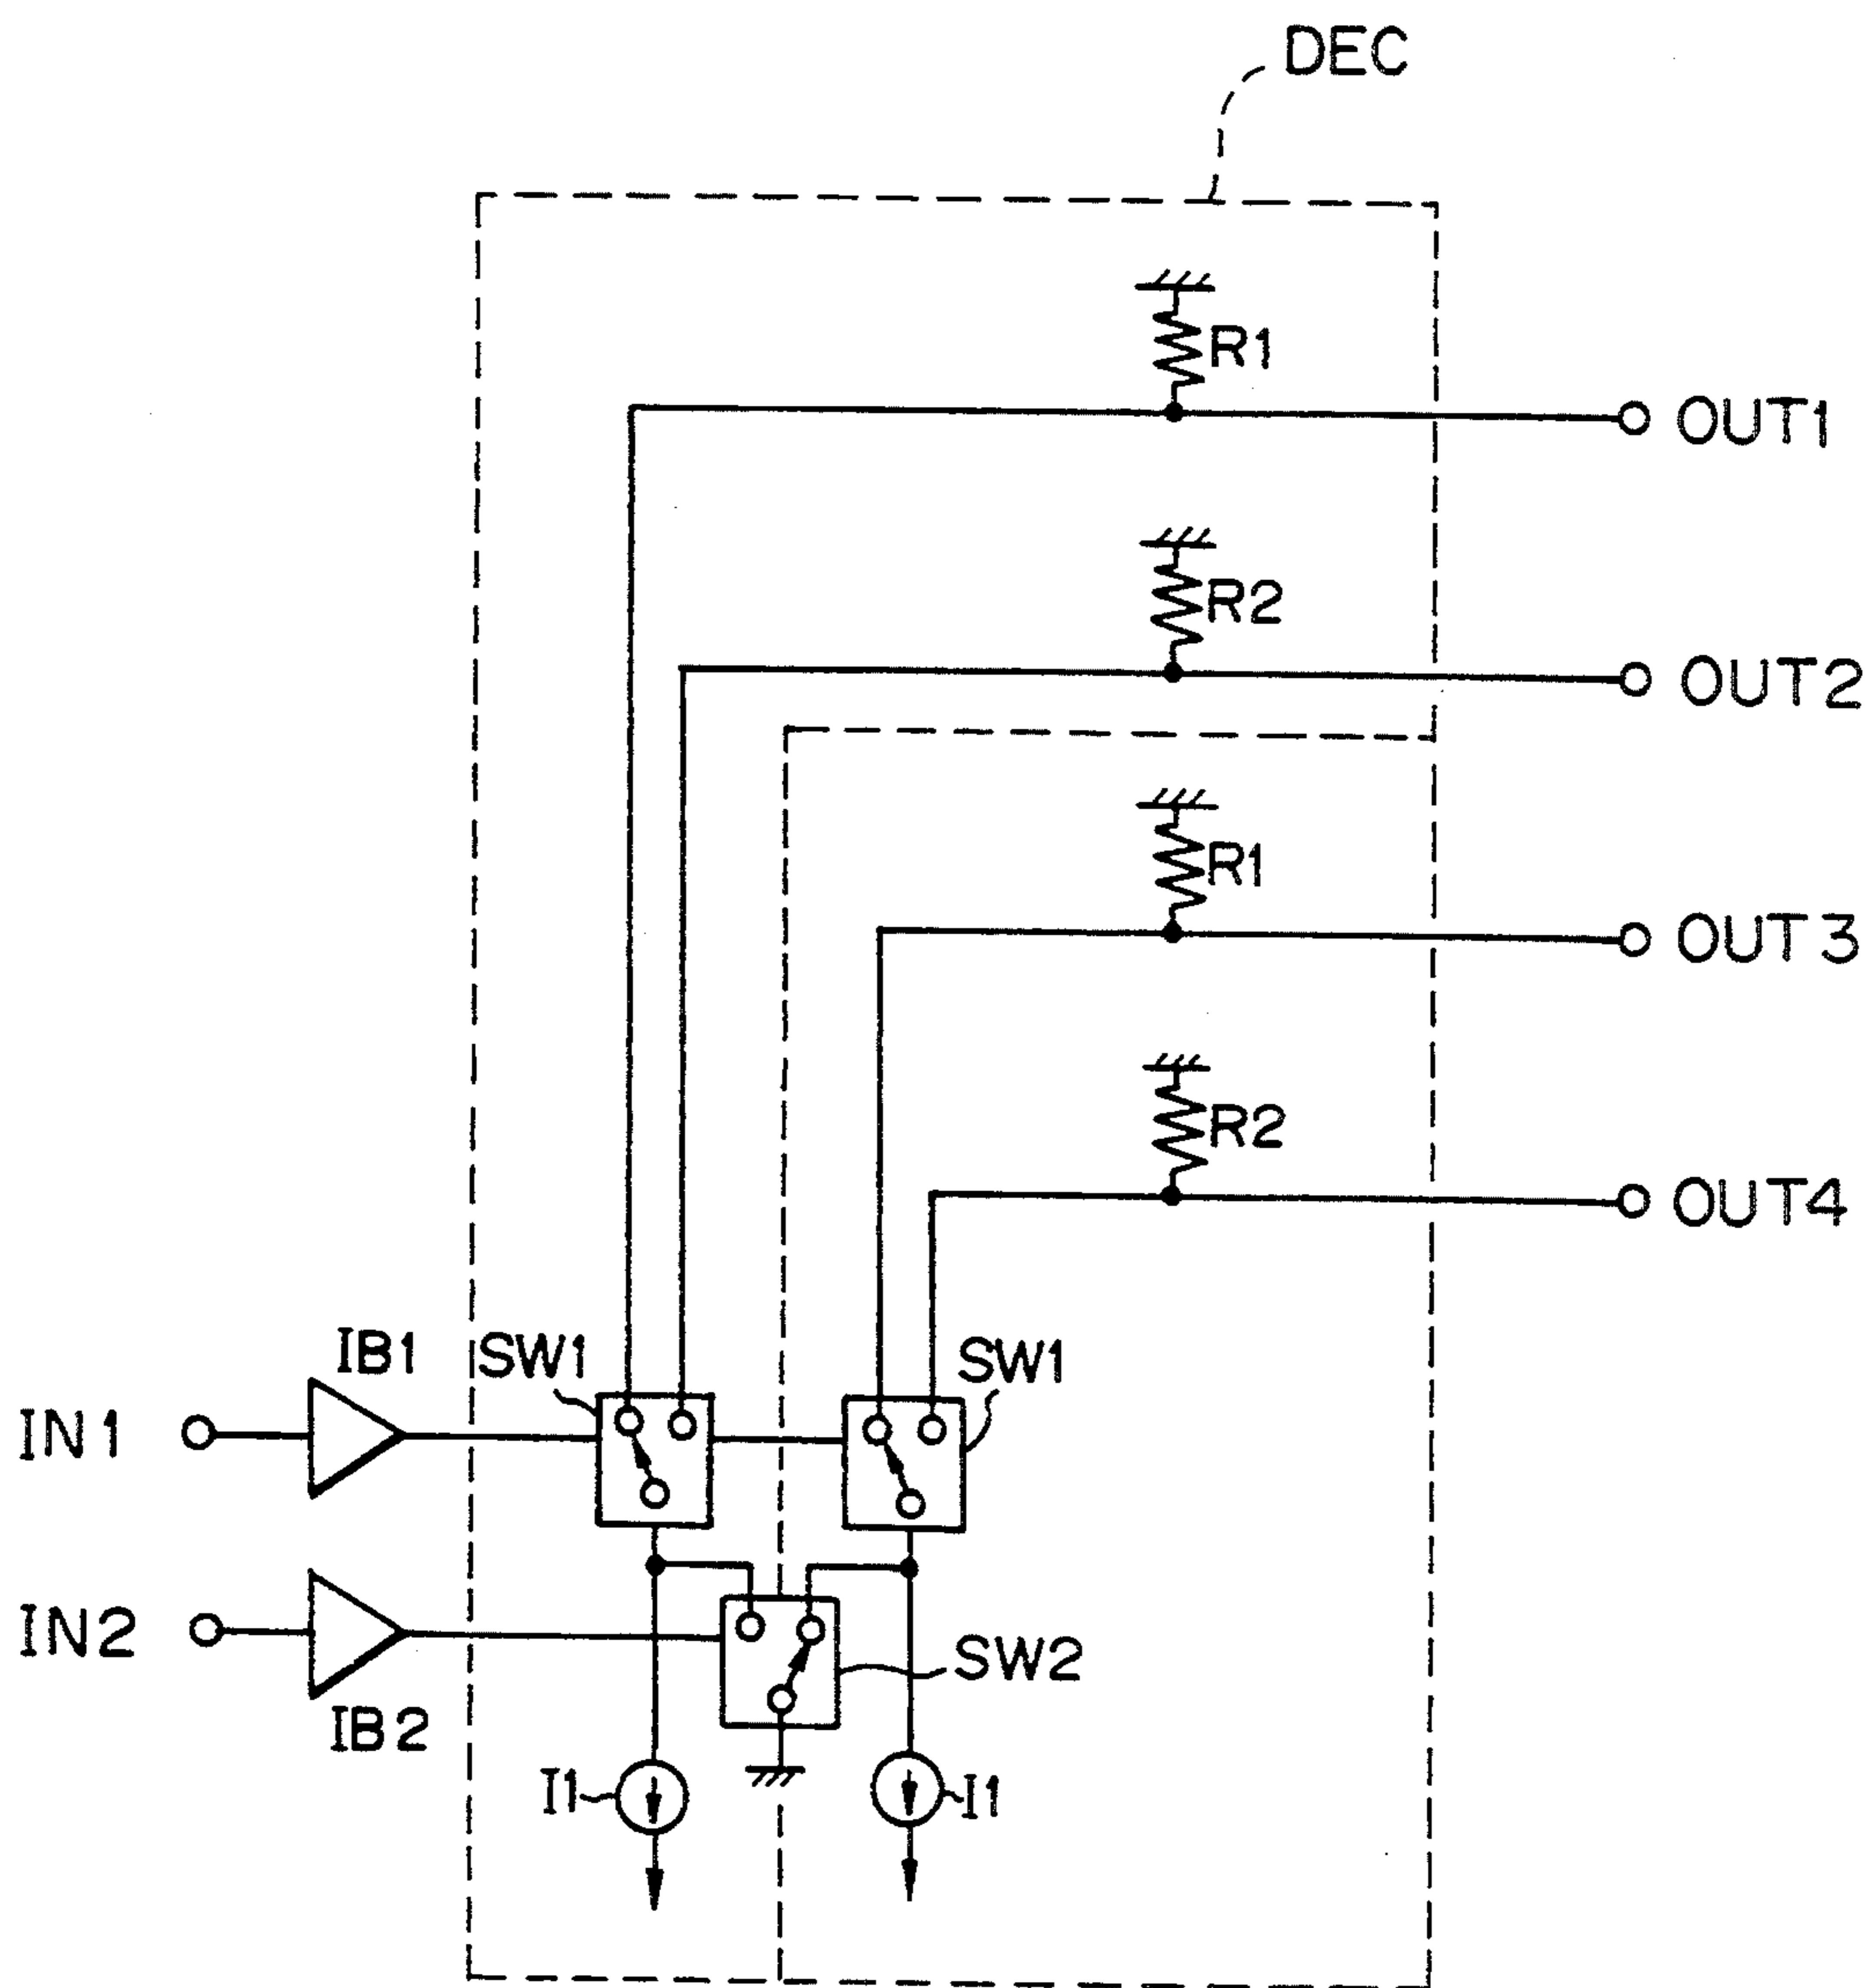 DEC
R1
OUT1
R2
OUT2
R1
OUT3
R2
OUT4
IB1
SW1
SW1
IN1
IN2
SW2
IB2
I1
I1